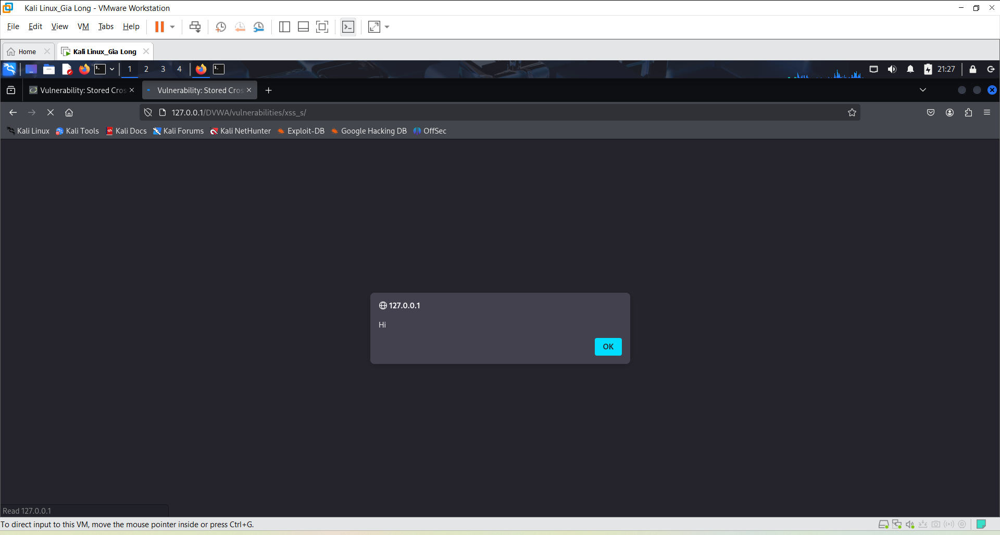 Kali Linux_Gia Long - VMware Workstation
File Edit View VM Tabs Help
Home Kali Linux_Gia Long
1 2 3 4 21:27
Vulnerability: Stored Cros Vulnerability: Stored Cros
127.0.0.1/DVWA/vulnerabilities/xss_s/
Kali Linux Kali Tools Kali Docs Kali Forums Kali NetHunter Exploit-DB Google Hacking DB OffSec
127.0.0.1
Hi
OK
Read 127.0.0.1
To direct input to this VM, move the mouse pointer inside or press Ctrl+G.